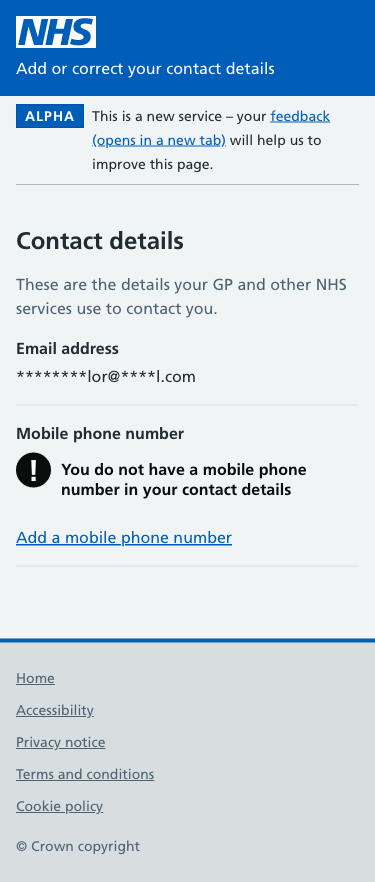 NHS
Add or correct your contact details
ALPHA This is a new service – your feedback
(opens in a new tab) will help us to
improve this page.
Contact details
These are the details your GP and other NHS
services use to contact you.
Email address
********lor@****l.com
Mobile phone number
! You do not have a mobile phone
number in your contact details
Add a mobile phone number
Home
Accessibility
Privacy notice
Terms and conditions
Cookie policy
© Crown copyright